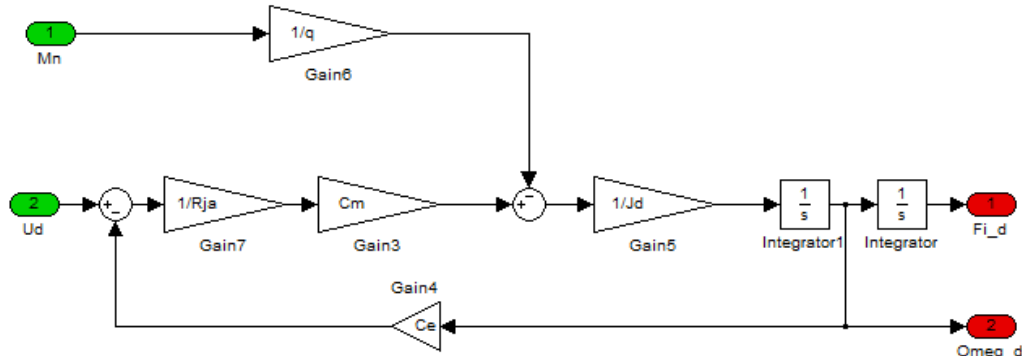 1
Mn
1/q
Gain6
2
Ud
+
−
1/Rja
Gain7
Cm
Gain3
−
+
1/Jd
Gain5
1
s
Integrator1
1
s
Integrator
1
Fi_d
Gain4
Ce
2
Omeg_d